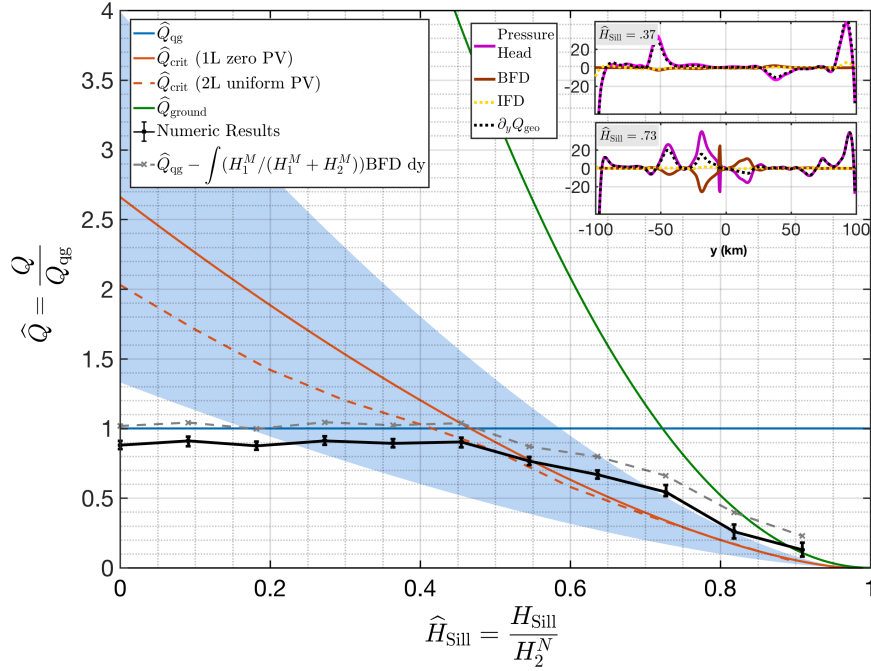 4
3.5
3
2.5
2
1.5
1
0.5
0
Q̂ = Q / Q_qg
Q̂_qg
Q̂_crit (1L zero PV)
Q̂_crit (2L uniform PV)
Q̂_ground
Numeric Results
Q̂_qg − ∫(H_1^M/(H_1^M + H_2^M))BFD dy
Pressure
Head
BFD
IFD
∂_yQ_geo
Ĥ_Sill = .37
20
0
-20
Ĥ_Sill = .73
20
0
-20
-100 -50 0 50 100
y (km)
0 0.2 0.4 0.6 0.8 1
Ĥ_Sill = H_Sill / H_2^N